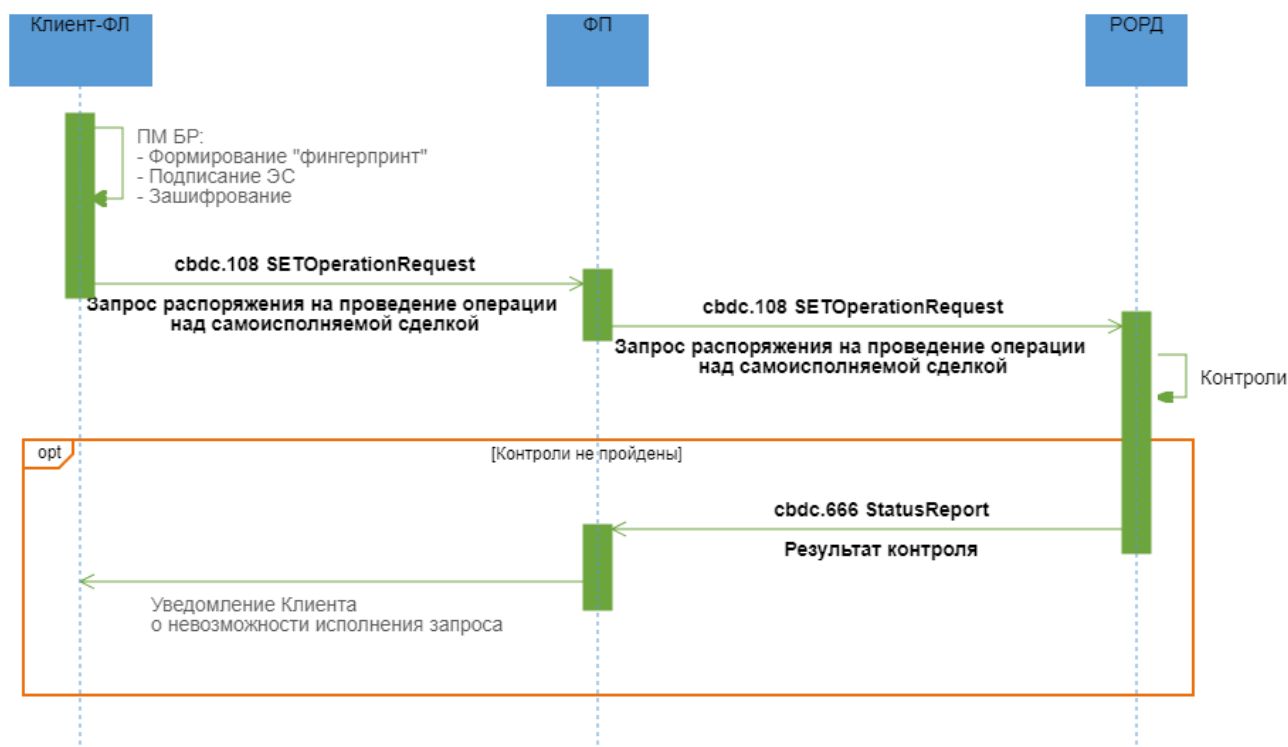 Клиент-ФЛ
ФП
РОРД
ПМ БР:
- Формирование "фингерпринт"
- Подписание ЭС
- Зашифрование
cbdc.108 SETOperationRequest
Запрос распоряжения на проведение операции
над самоисполняемой сделкой
cbdc.108 SETOperationRequest
Запрос распоряжения на проведение операции
над самоисполняемой сделкой
Контроли
opt
[Контроли не пройдены]
cbdc.666 StatusReport
Результат контроля
Уведомление Клиента
о невозможности исполнения запроса